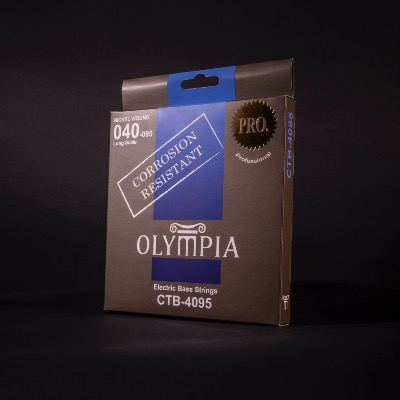 NICKEL WOUND
040-095
Long Scale
PRO.
Professional
CORROSION
RESISTANT
OLYMPIA
Electric Bass Strings
CTB-4095
CTB-4095